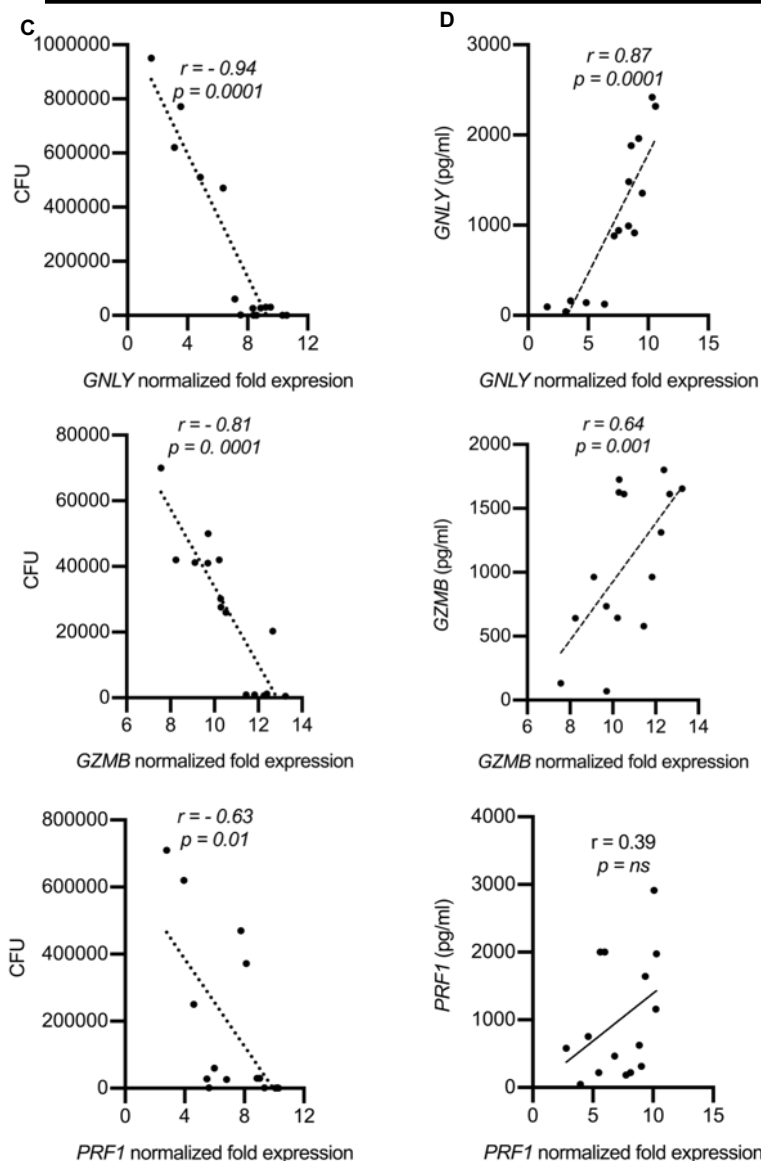 C
1000000
800000
600000
400000
200000
0
CFU
r = - 0.94
p = 0.0001
0 4 8 12
GNLY normalized fold expresion
D
3000
2000
1000
0
GNLY (pg/ml)
r = 0.87
p = 0.0001
0 5 10 15
GNLY normalized fold expresion
80000
60000
40000
20000
0
CFU
r = - 0.81
p = 0. 0001
6 8 10 12 14
GZMB normalized fold expression
2000
1500
1000
500
0
GZMB (pg/ml)
r = 0.64
p = 0.001
6 8 10 12 14
GZMB normalized fold expression
800000
600000
400000
200000
0
CFU
r = - 0.63
p = 0.01
0 4 8 12
PRF1 normalized fold expression
4000
3000
2000
1000
0
PRF1 (pg/ml)
r = 0.39
p = ns
0 5 10 15
PRF1 normalized fold expression